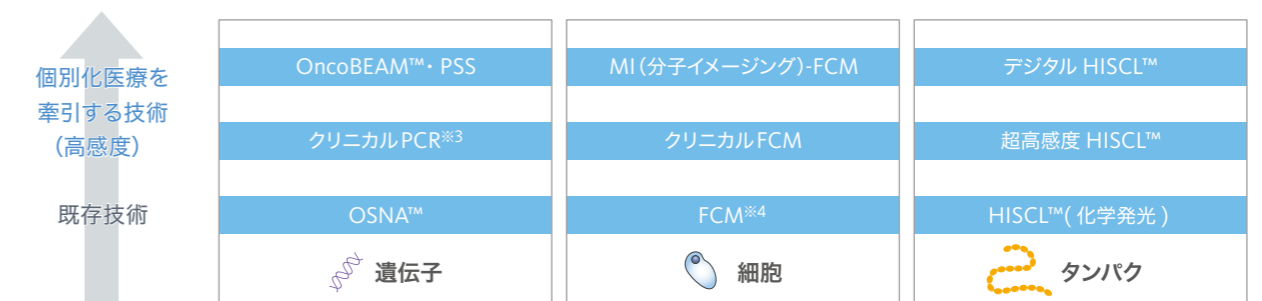 個別化医療を
牽引する技術
（高感度）
既存技術
OncoBEAM™・PSS
クリニカルPCR※3
OSNA™
遺伝子
MI（分子イメージング）-FCM
クリニカルFCM
FCM※4
細胞
デジタル HISCL™
超高感度 HISCL™
HISCL™( 化学発光 )
タンパク